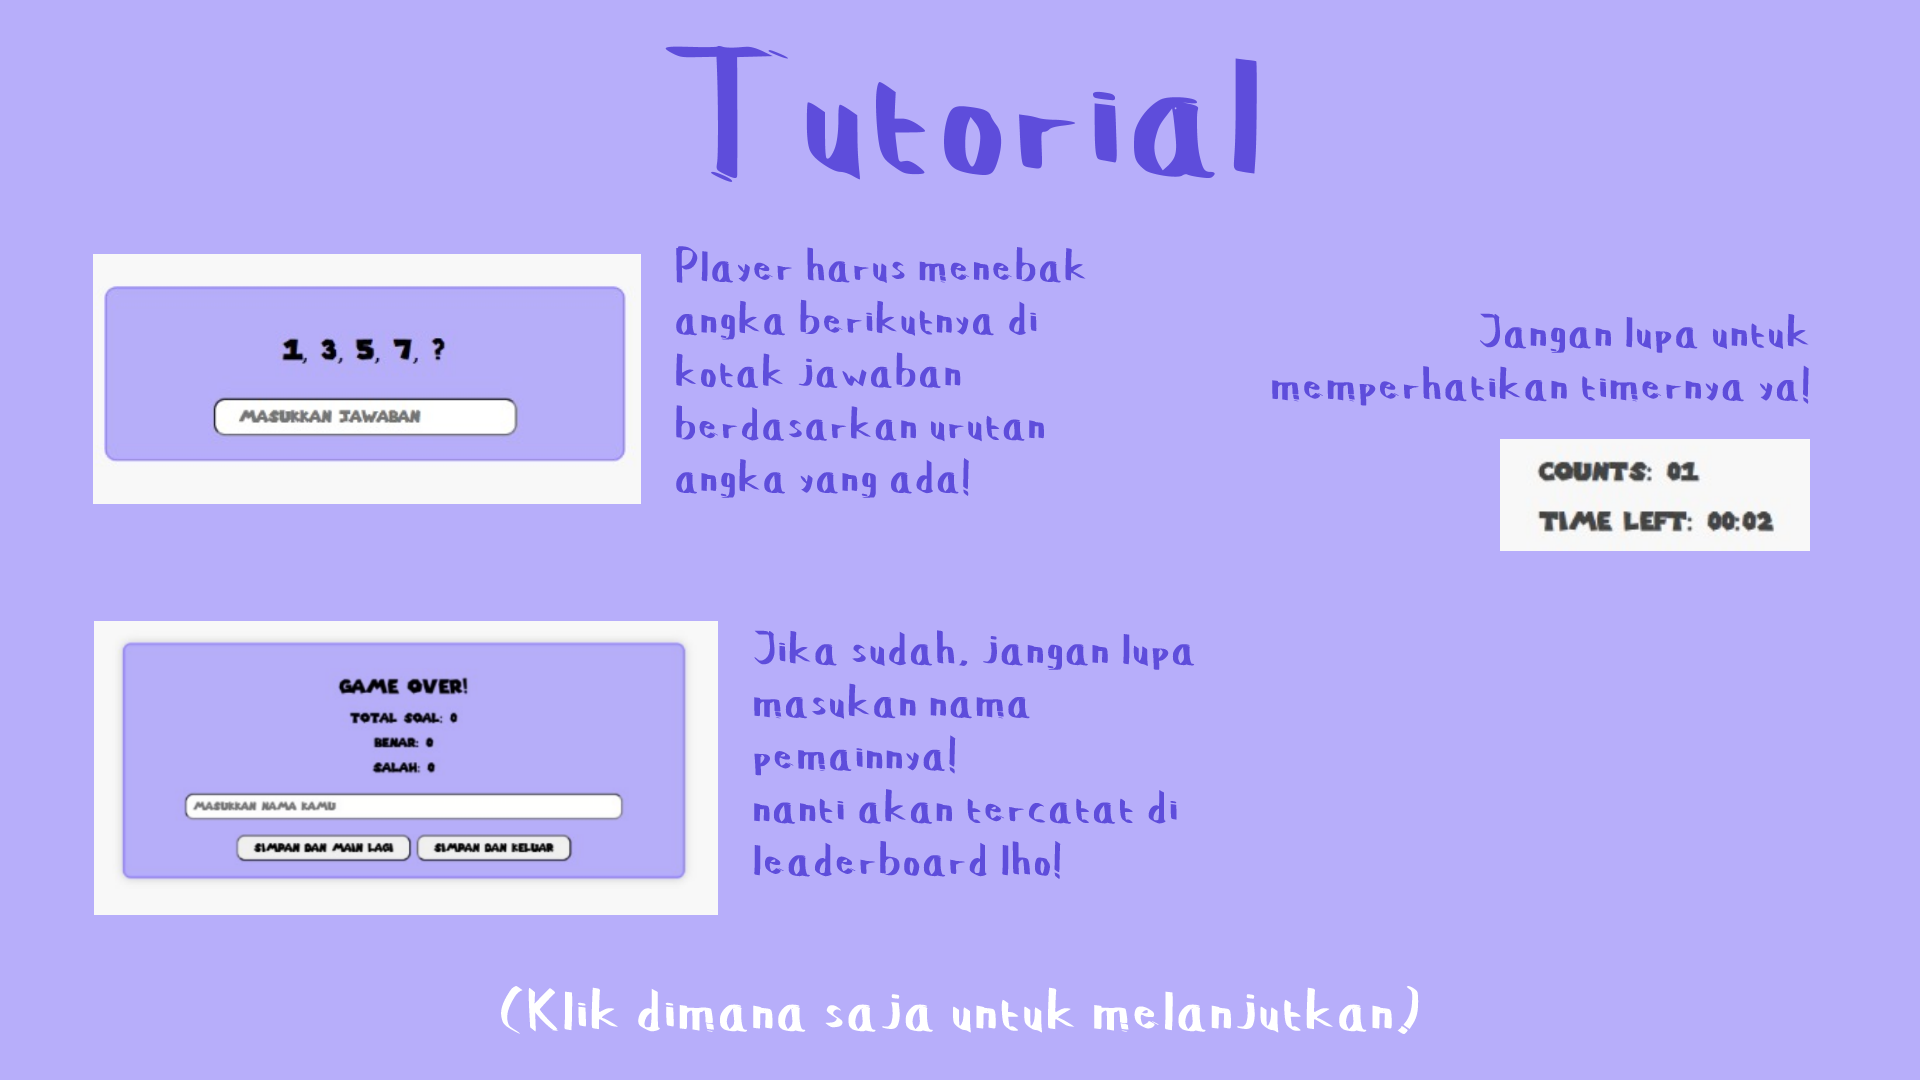 Tutorial
1, 3, 5, 7, ?
MASUKKAN JAWABAN
Player harus menebak
angka berikutnya di
kotak jawaban
berdasarkan urutan
angka yang ada!
Jangan lupa untuk
memperhatikan timernya ya!
COUNTS: 01
TIME LEFT: 00:02
GAME OVER!
TOTAL SOAL: 0
BENAR: 0
SALAH: 0
MASUKKAN NAMA KAMU
SIMPAN DAN MAIN LAGI
SIMPAN DAN KELUAR
Jika sudah, jangan lupa
masukan nama
pemainnya!
nanti akan tercatat di
leaderboard lho!
(Klik dimana saja untuk melanjutkan)